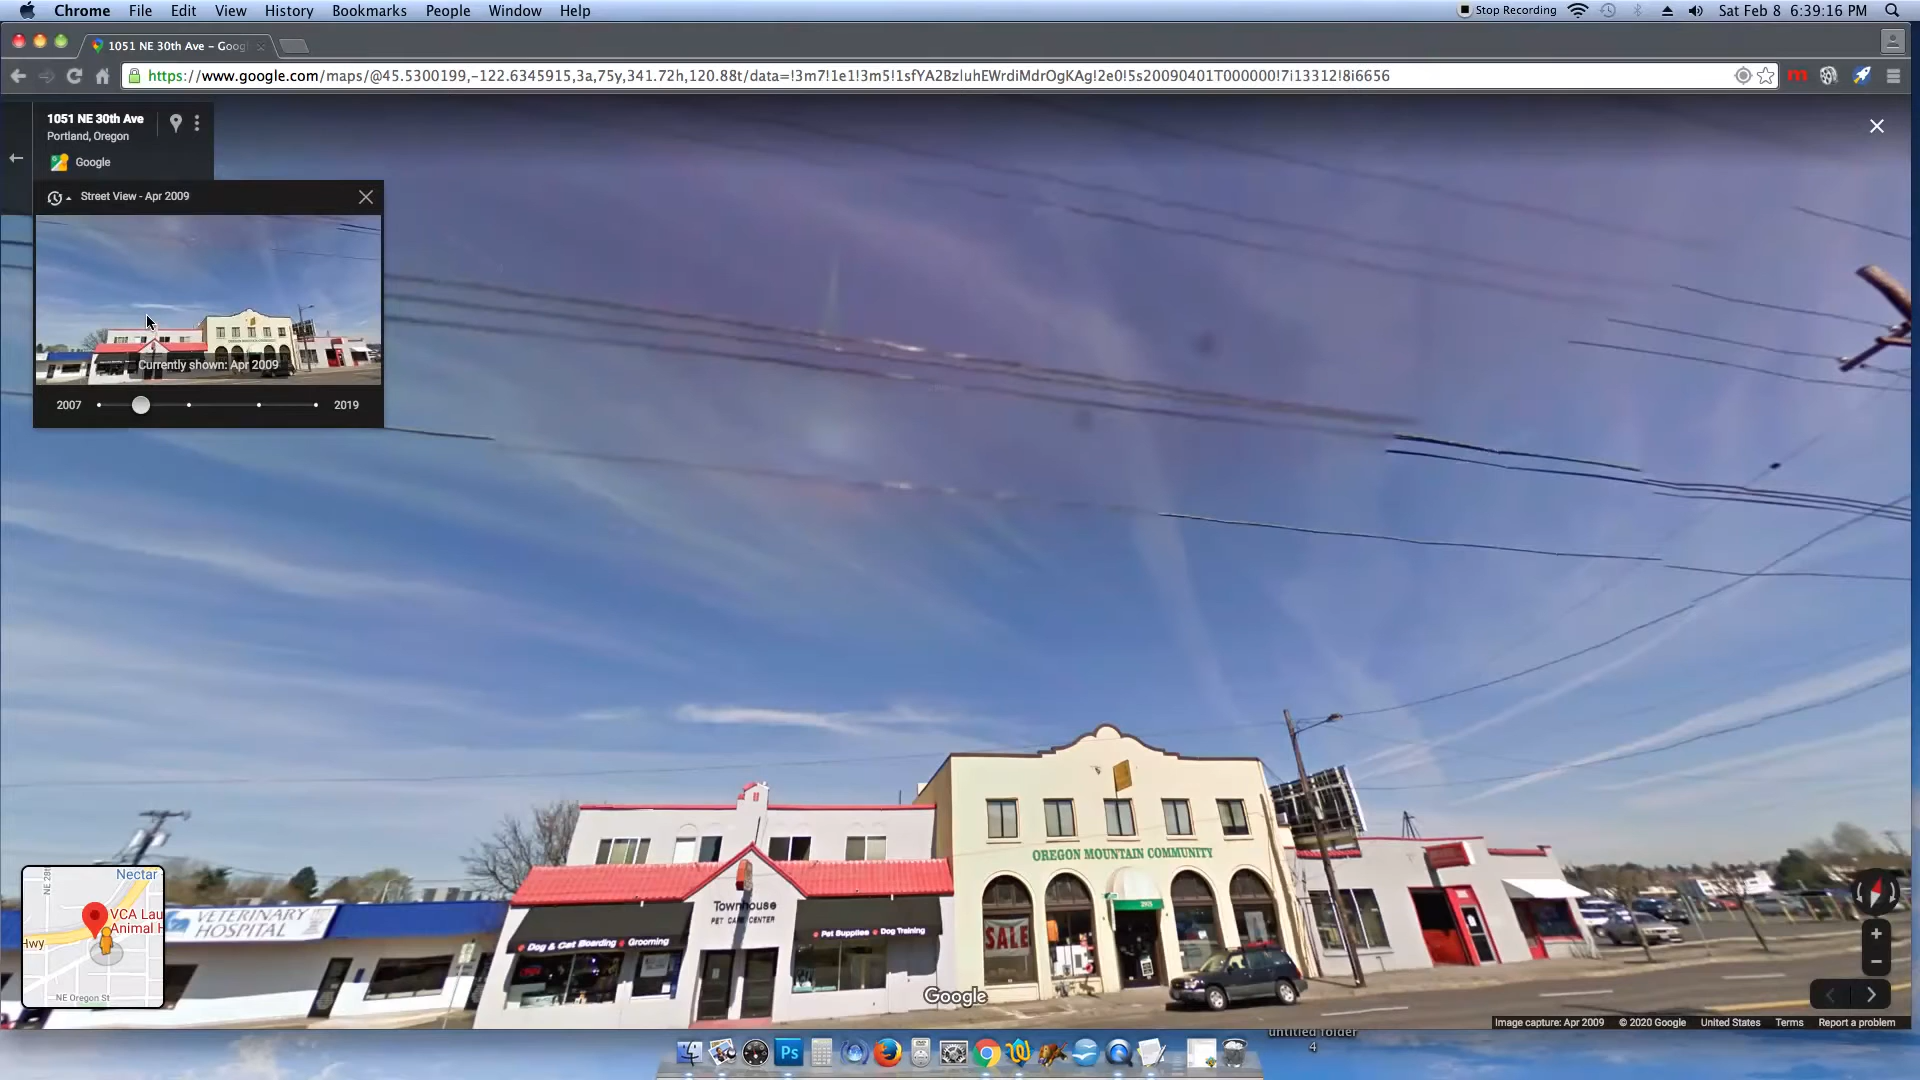 Chrome File Edit View History Bookmarks People Window Help Stop Recording Sat Feb 8 6:39:16 PM
1051 NE 30th Ave – Goog
https://www.google.com/maps/@45.5300199,-122.6345915,3a,75y,341.72h,120.88t/data=!3m7!1e1!3m5!1sfYA2BzluhEWrdiMdrOgKAg!2e0!5s20090401T000000!7i13312!8i6656
m
1051 NE 30th Ave
Portland, Oregon
Google
Street View - Apr 2009
Currently shown: Apr 2009
2007 2019
OREGON MOUNTAIN COMMUNITY
Townhouse
PET CARE CENTER
VETERINARY
HOSPITAL
Dog & Cat Boarding Grooming
Pet Supplies Dog Training
SALE
Nectar
NE 28th
VCA Lau
Animal H
Hwy
NE Oregon St
Google
Image capture: Apr 2009 © 2020 Google United States Terms Report a problem
untitled folder
4
Ps